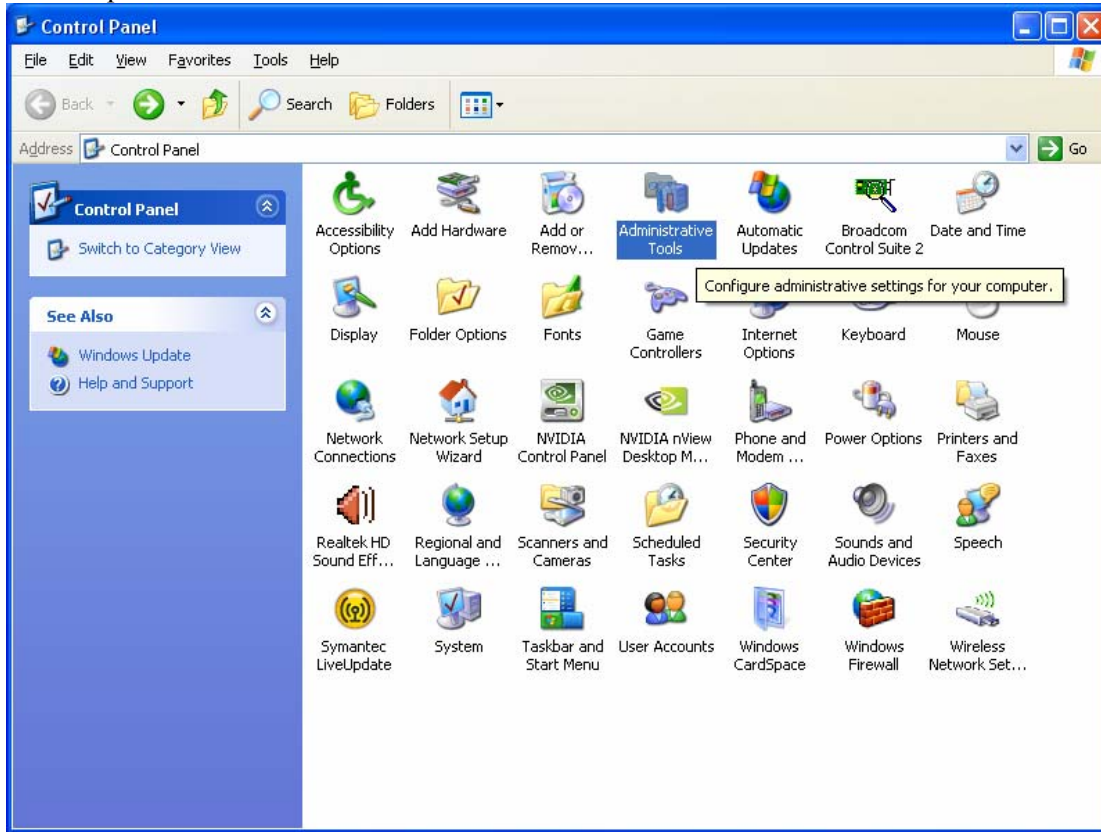 Control Panel
File Edit View Favorites Tools Help
Back Search Folders
Address Control Panel Go
Control Panel
Switch to Category View
See Also
Windows Update
Help and Support
Accessibility Options
Add Hardware
Add or Remov...
Administrative Tools
Automatic Updates
Broadcom Control Suite 2
Date and Time
Configure administrative settings for your computer.
Display
Folder Options
Fonts
Game Controllers
Internet Options
Keyboard
Mouse
Network Connections
Network Setup Wizard
NVIDIA Control Panel
NVIDIA nView Desktop M...
Phone and Modem ...
Power Options
Printers and Faxes
Realtek HD Sound Eff...
Regional and Language ...
Scanners and Cameras
Scheduled Tasks
Security Center
Sounds and Audio Devices
Speech
Symantec LiveUpdate
System
Taskbar and Start Menu
User Accounts
Windows CardSpace
Windows Firewall
Wireless Network Set...